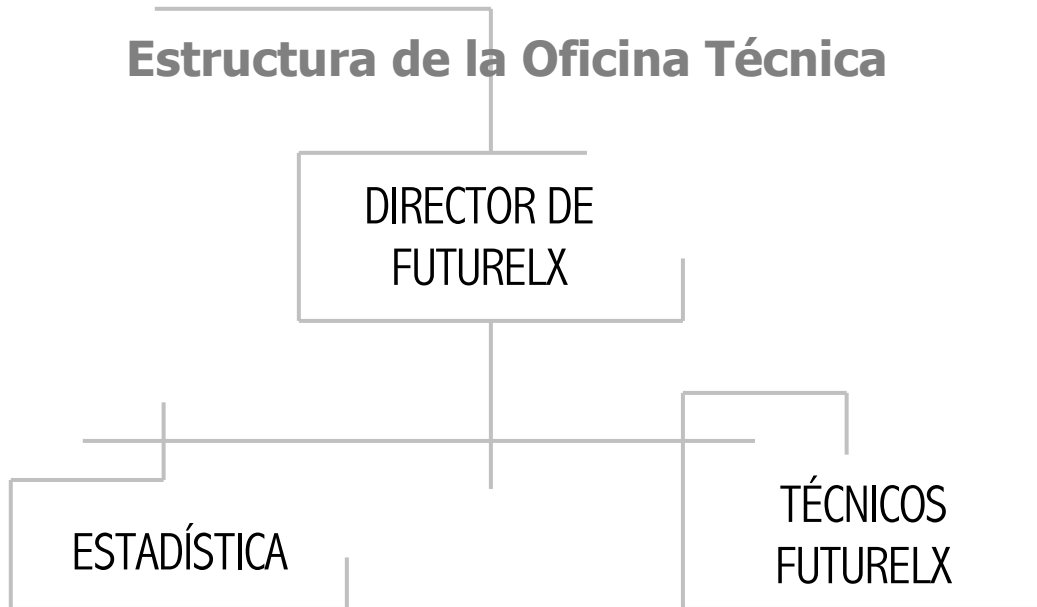 Estructura de la Oficina Técnica
DIRECTOR DE
FUTURELX
ESTADÍSTICA
TÉCNICOS
FUTURELX